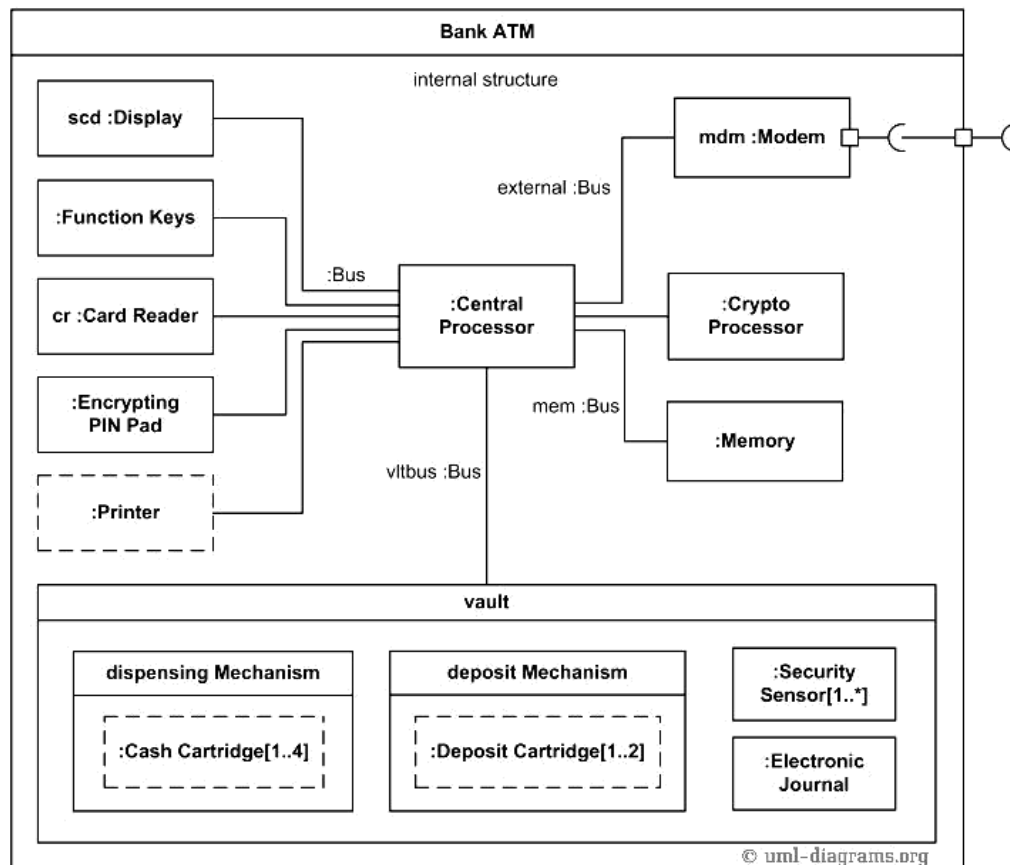 Bank ATM
internal structure
scd :Display
mdm :Modem
:Function Keys
external :Bus
:Bus
cr :Card Reader
:Central
Processor
:Crypto
Processor
:Encrypting
PIN Pad
mem :Bus
:Memory
vltbus :Bus
:Printer
vault
dispensing Mechanism
:Cash Cartridge[1..4]
deposit Mechanism
:Deposit Cartridge[1..2]
:Security
Sensor[1..*]
:Electronic
Journal
© uml-diagrams.org